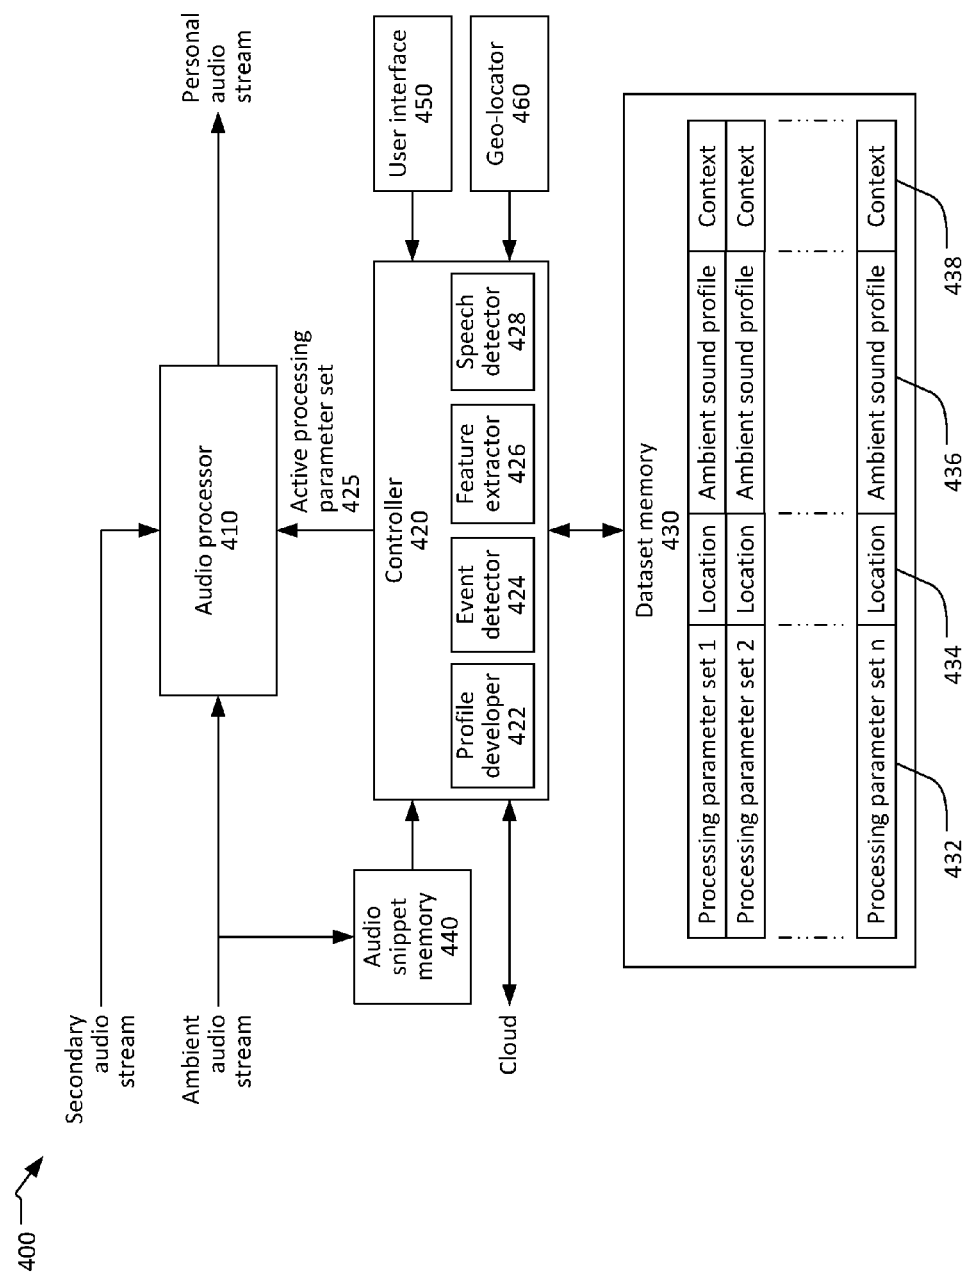 400
Secondary
audio
stream
Ambient
audio
stream
Personal
audio
stream
Audio processor
410
Active processing
parameter set
425
Audio
snippet
memory
440
Cloud
Controller
420
Profile
developer
422
Event
detector
424
Feature
extractor
426
Speech
detector
428
User interface
450
Geo-locator
460
Dataset memory
430
Processing parameter set 1 Location Ambient sound profile Context
Processing parameter set 2 Location Ambient sound profile Context
Processing parameter set n Location Ambient sound profile Context
432 434 436 438